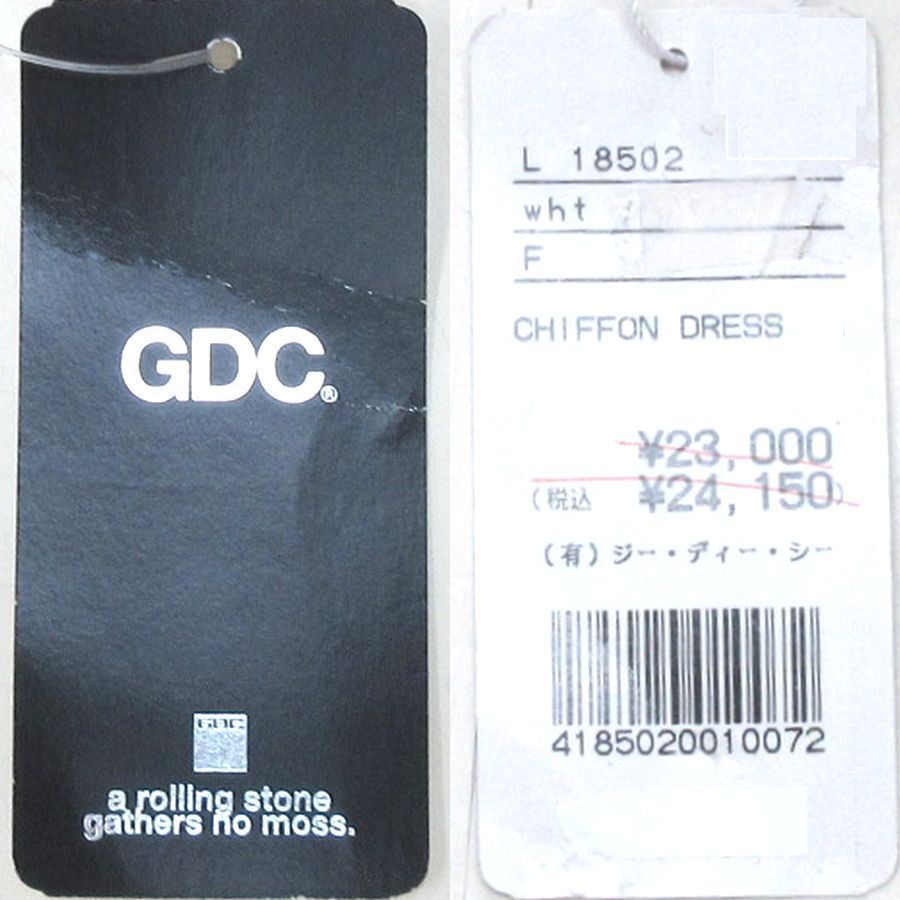 GDC®
GDC
a rolling stone
gathers no moss.
L 18502
wht
F
CHIFFON DRESS
¥23,000
(税込 ¥24,150)
(有)ジー・ディー・シー
4185020010072